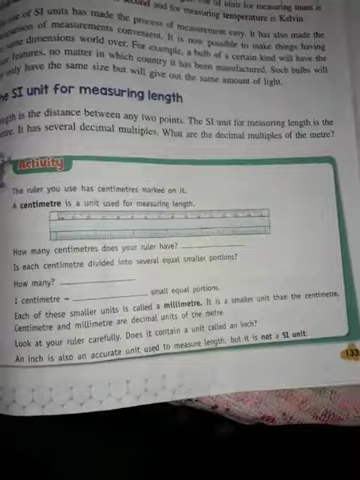 second and for measuring temperature is Kelvin
use of SI units has made the process of measurement easy. It has also made the
of measurements convenient. It is now possible to make things having
same dimensions world over. For example, a bulb of a certain kind will have the
features, no matter in which country it has been manufactured. Such bulbs will
only have the same size but will give out the same amount of light.
he SI unit for measuring length
is the distance between any two points. The SI unit for measuring length is the
It has several decimal multiples. What are the decimal multiples of the metre?
Activity
The ruler you use has centimetres marked on it.
A centimetre is a unit used for measuring length.
How many centimetres does your ruler have?
Is each centimetre divided into several equal smaller portions?
How many?
1 centimetre = small equal portions.
Each of these smaller units is called a millimetre. It is a smaller unit than the centimetre.
Centimetre and millimetre are decimal units of the metre.
Look at your ruler carefully. Does it contain a unit called an inch?
An inch is also an accurate unit used to measure length, but it is not a SI unit.
133